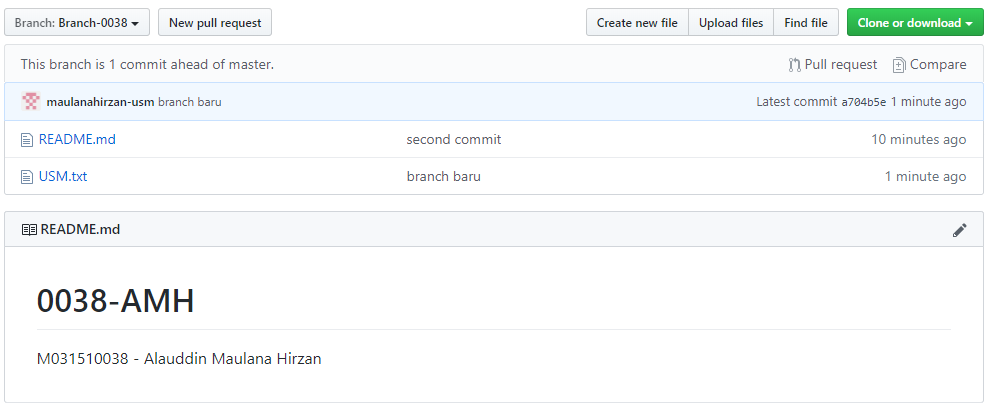 Branch: Branch-0038 New pull request Create new file Upload files Find file Clone or download
This branch is 1 commit ahead of master. Pull request Compare
maulanahirzan-usm branch baru Latest commit a704b5e 1 minute ago
README.md second commit 10 minutes ago
USM.txt branch baru 1 minute ago
README.md
0038-AMH
M031510038 - Alauddin Maulana Hirzan